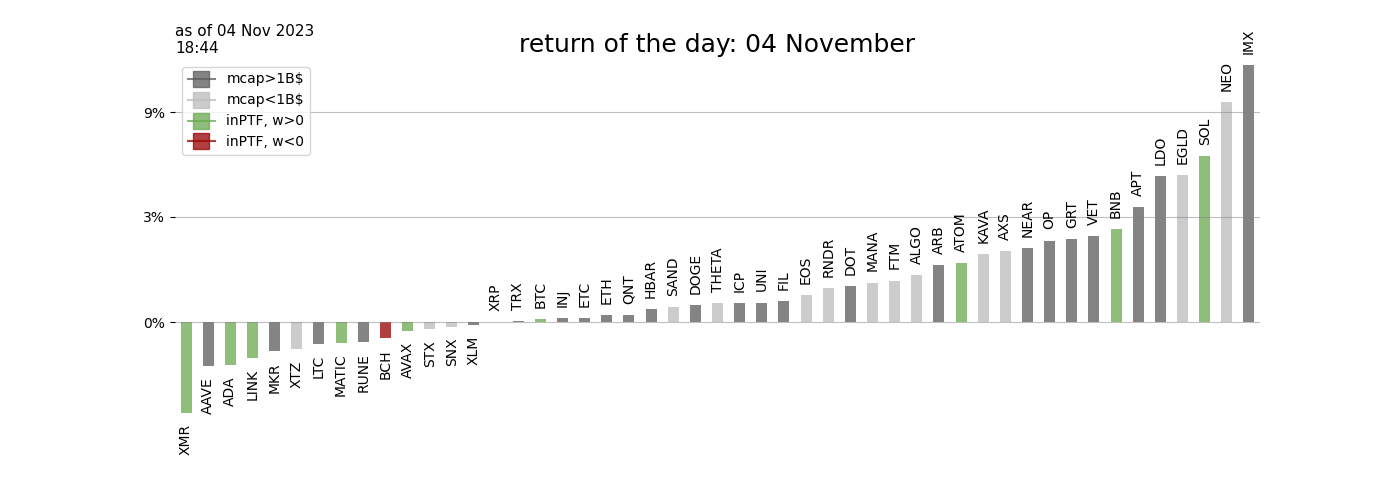 as of 04 Nov 2023
18:44
return of the day: 04 November
mcap>1B$
mcap<1B$
inPTF, w>0
inPTF, w<0
9%
3%
0%
XMR
AAVE
ADA
LINK
MKR
XTZ
LTC
MATIC
RUNE
BCH
AVAX
STX
SNX
XLM
XRP
TRX
BTC
INJ
ETC
ETH
QNT
HBAR
SAND
DOGE
THETA
ICP
UNI
FIL
EOS
RNDR
DOT
MANA
FTM
ALGO
ARB
ATOM
KAVA
AXS
NEAR
OP
GRT
VET
BNB
APT
LDO
EGLD
SOL
NEO
IMX